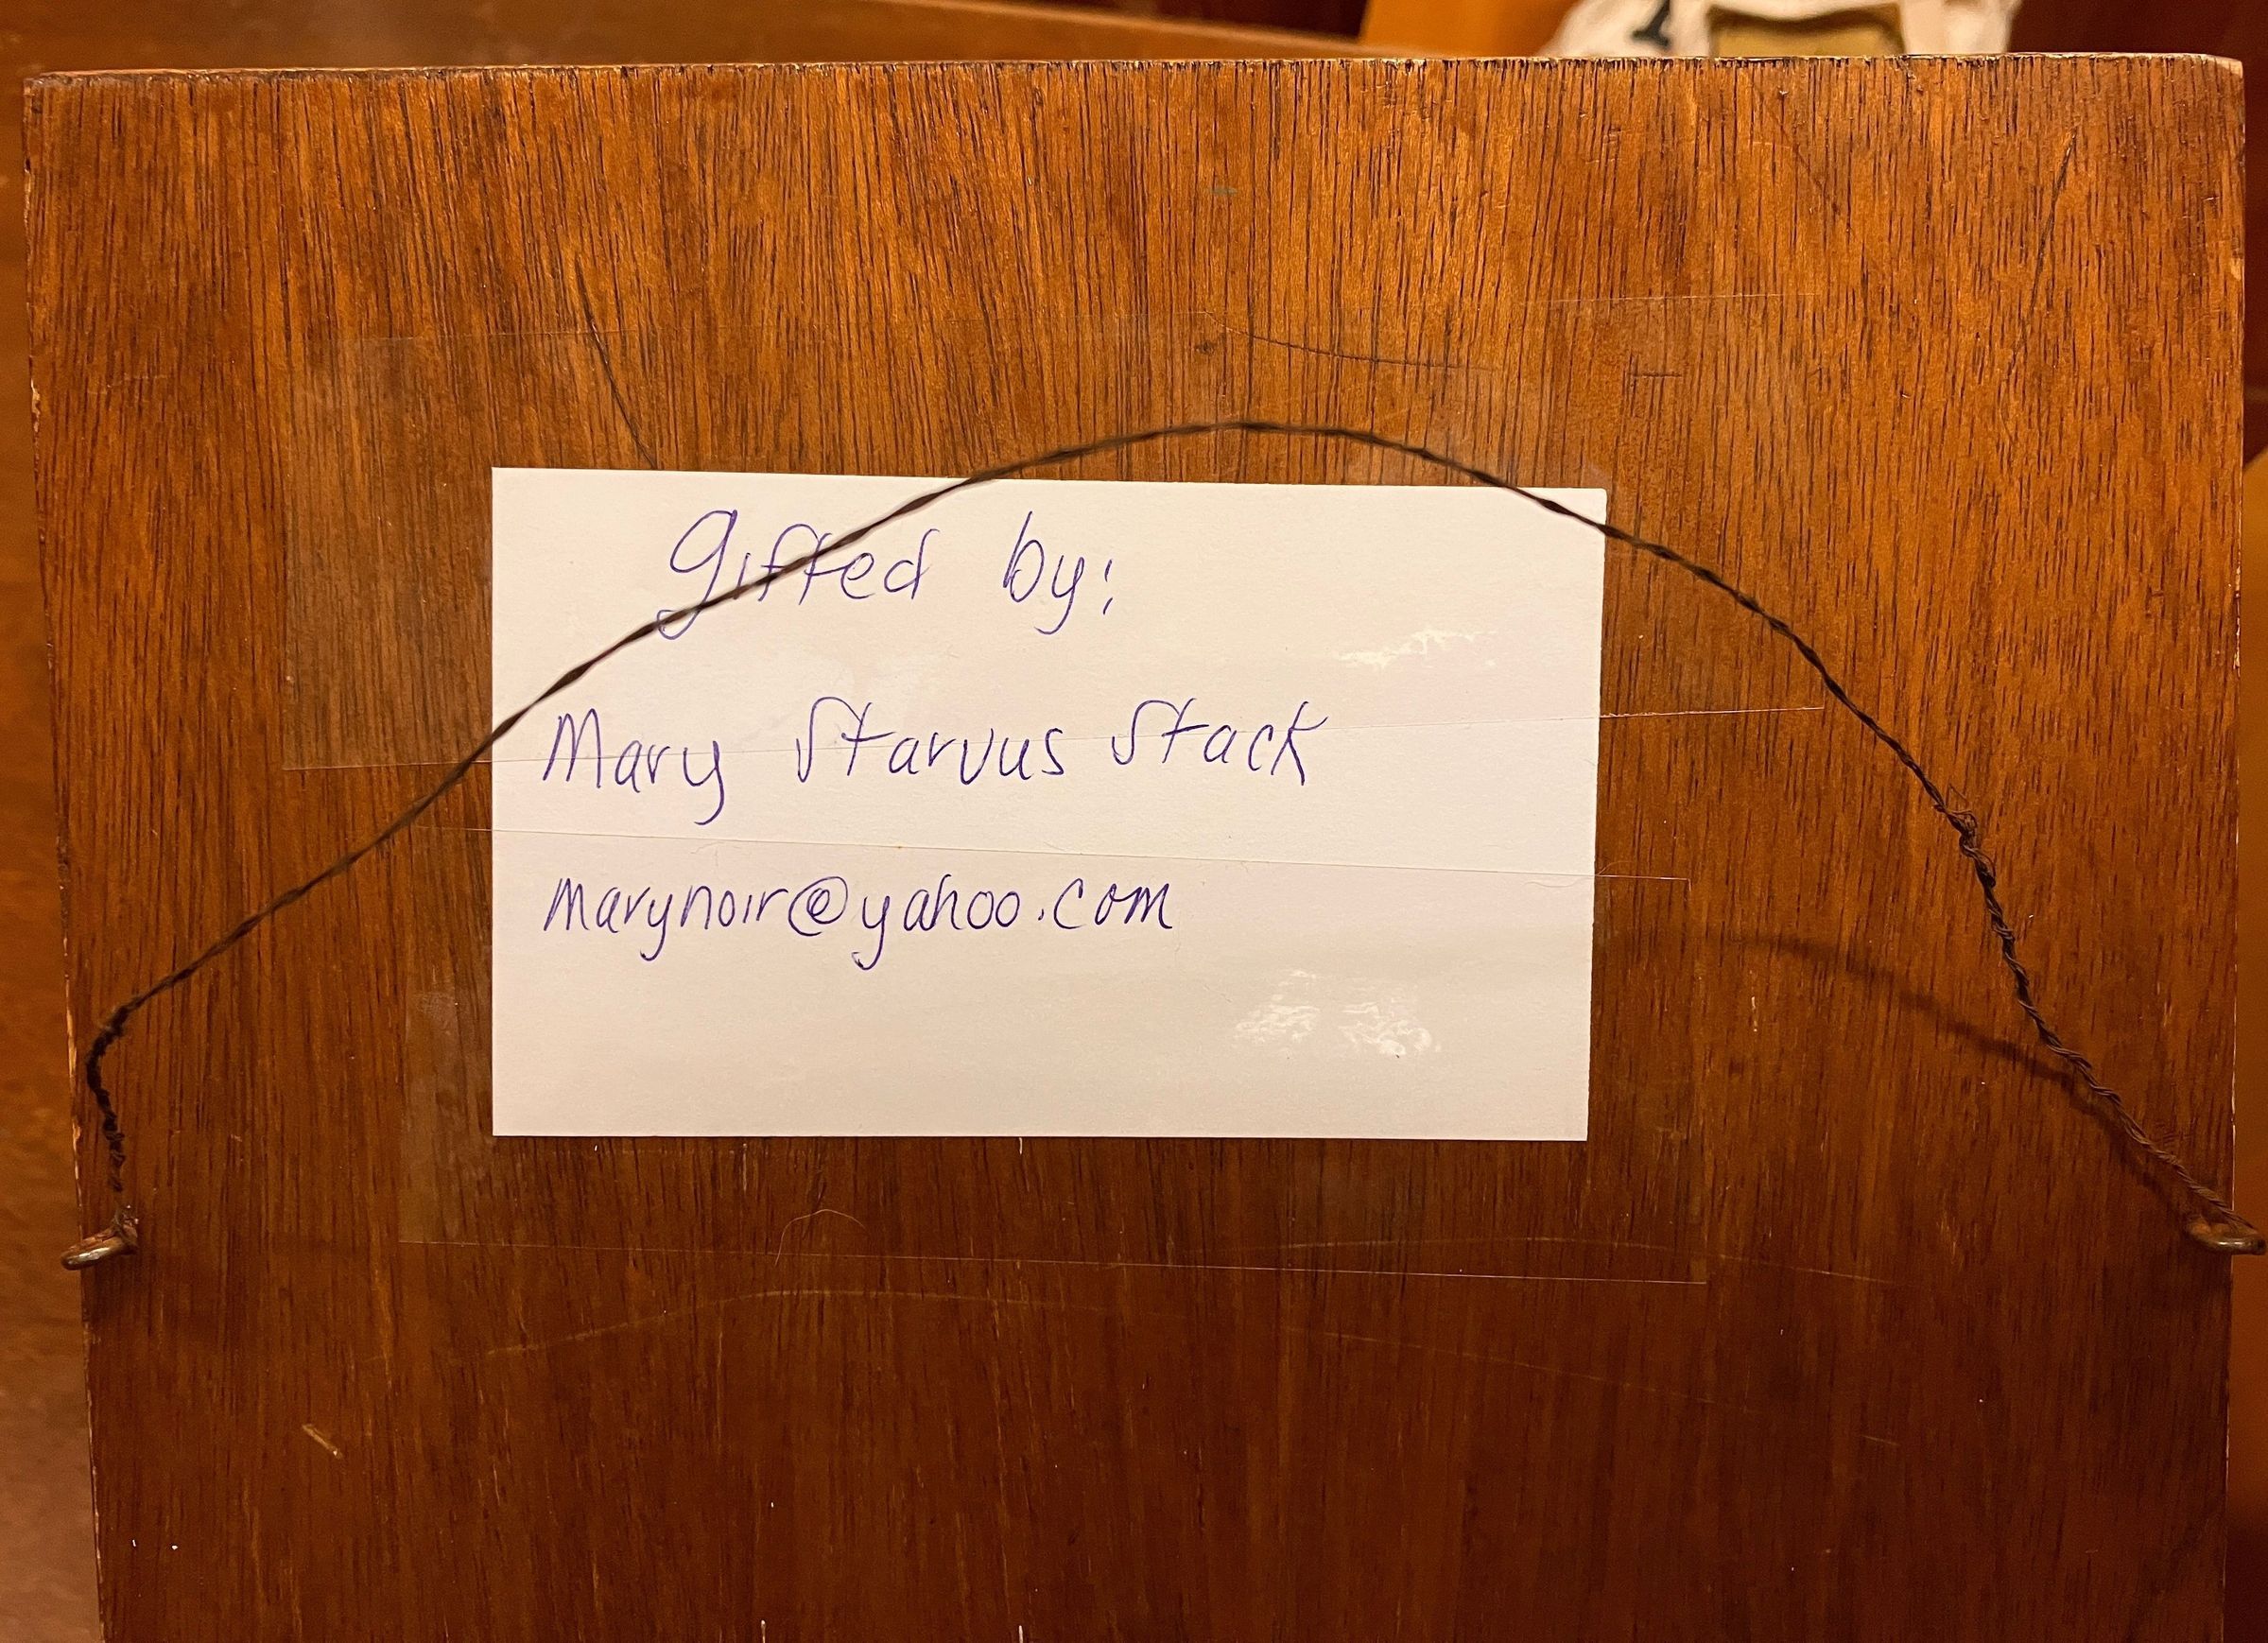 Gifted by:
Mary Starvus Stack
marynoir@yahoo.com